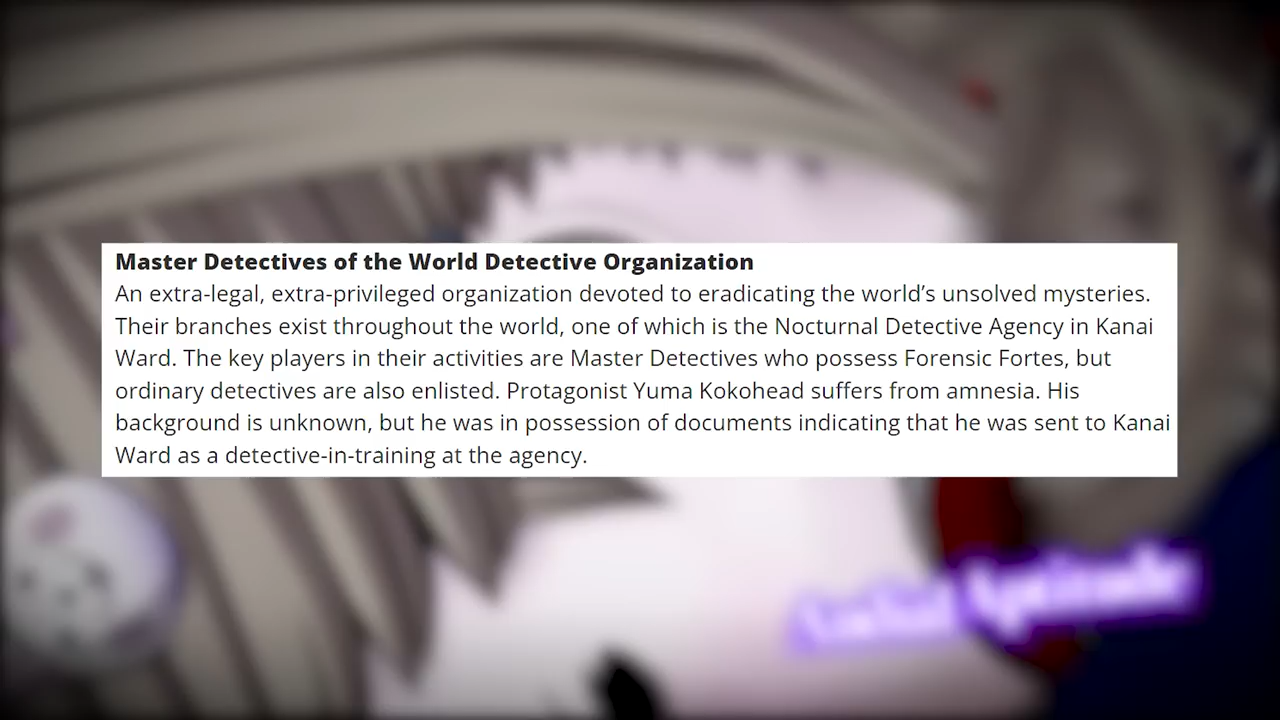 Master Detectives of the World Detective Organization
An extra-legal, extra-privileged organization devoted to eradicating the world’s unsolved mysteries.
Their branches exist throughout the world, one of which is the Nocturnal Detective Agency in Kanai
Ward. The key players in their activities are Master Detectives who possess Forensic Fortes, but
ordinary detectives are also enlisted. Protagonist Yuma Kokohead suffers from amnesia. His
background is unknown, but he was in possession of documents indicating that he was sent to Kanai
Ward as a detective-in-training at the agency.
Aptitude